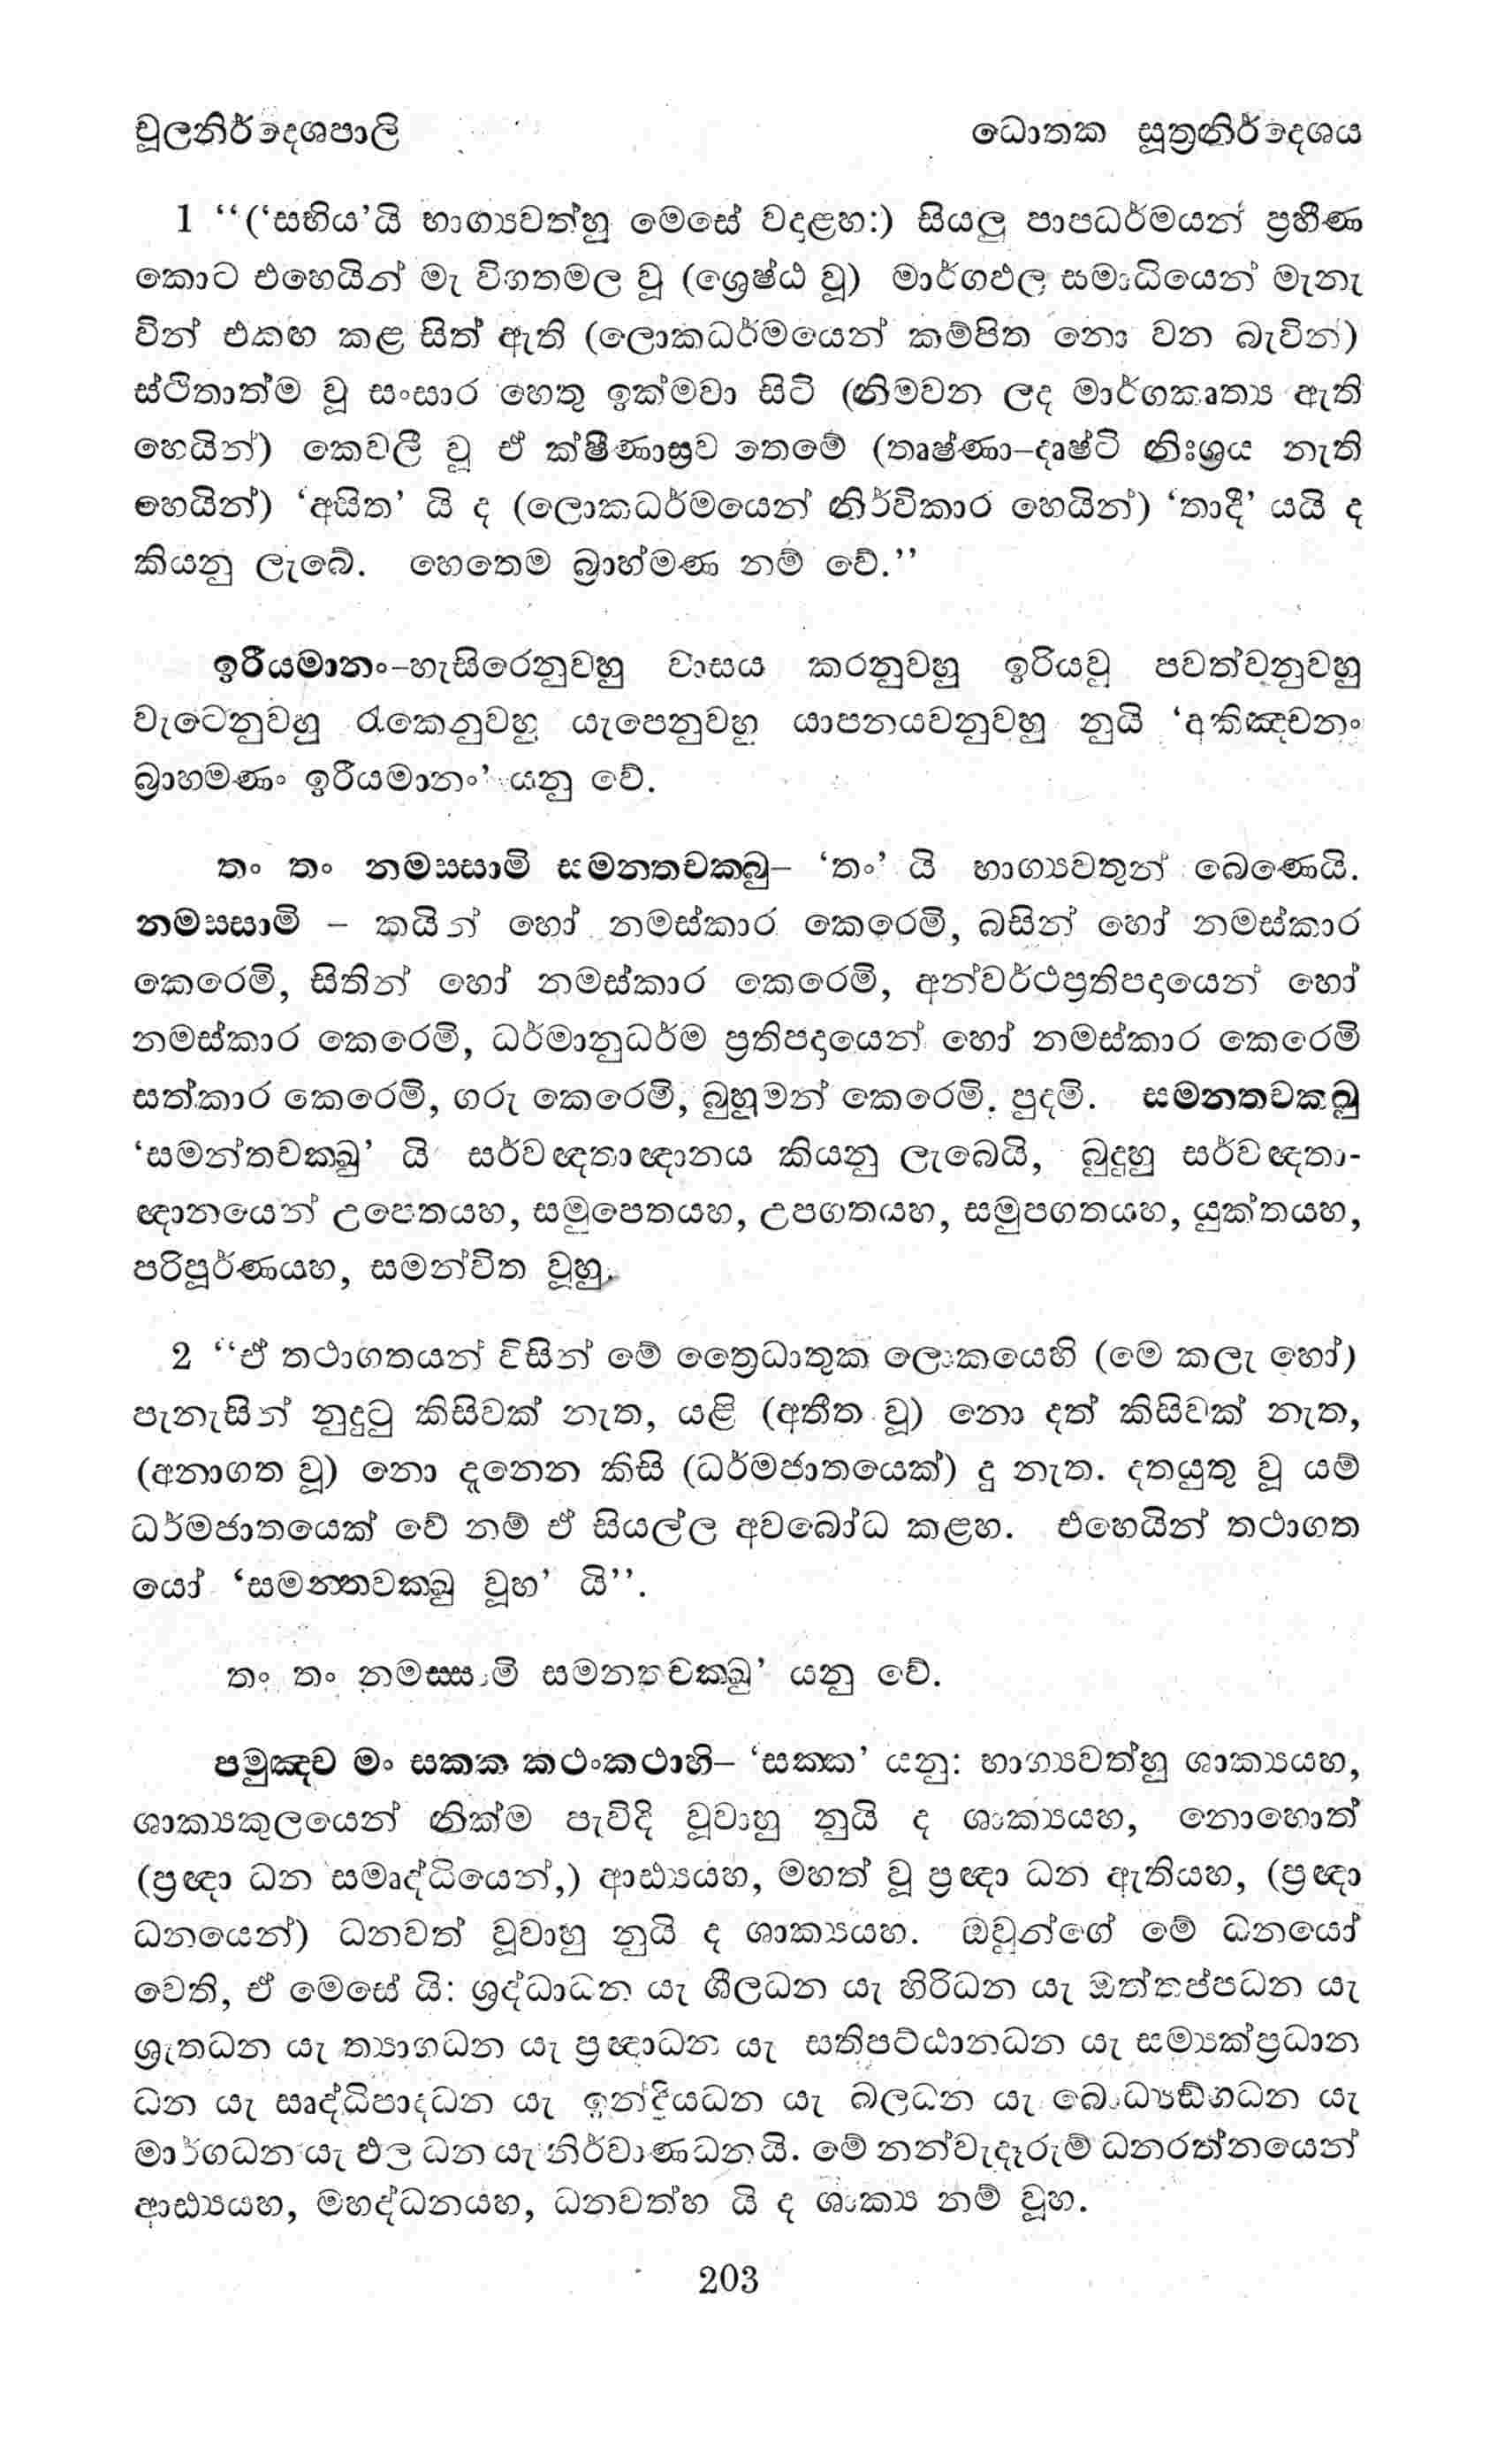 චූලනිර්දෙශපාලි ධොතක සූත්‍රනිර්දෙශය
1 “(‘සභිය’යි භාග්‍යවත්හු මෙසේ වදාළහ:) සියලු පාපධර්මයන් ප්‍රහීණ
කොට එහෙයින් මැ විගතමල වූ (ශ්‍රෙෂ්ඨ වූ) මාර්ගඵල සමාධියෙන් මැනැ
වින් එකඟ කළ සිත් ඇති (ලොකධර්මයෙන් කම්පිත නො වන බැවින්)
ස්ථිතාත්ම වූ සංසාර හෙතු ඉක්මවා සිටි (නිමවන ලද මාර්ගකෘත්‍ය ඇති
හෙයින්) කෙවලී වූ ඒ ක්ෂීණාස්‍රව තෙමේ (තෘෂ්ණා–දෘෂ්ටි නිඃශ්‍රය නැති
හෙයින්) ‘අසිත’ යි ද (ලොකධර්මයෙන් නිර්විකාර හෙයින්) ‘තාදී’ යයි ද
කියනු ලැබේ. හෙතෙම බ්‍රාහ්මණ නම් වේ.”
ඉරීයමානං–හැසිරෙනුවහු වාසය කරනුවහු ඉරියවු පවත්වනුවහු
වැටෙනුවහු රැකෙනුවහු යැපෙනුවහු යාපනයවනුවහු නුයි ‘අකිඤ්චනං
බ්‍රාහමණං ඉරීයමානං’ යනු වේ.
තං තං නමස්සාමි සමන්තචක්ඛු– ‘තං’ යි භාග්‍යවතුන් බෙණෙයි.
නමස්සාමි – කයින් හෝ නමස්කාර කෙරෙමි, බසින් හෝ නමස්කාර
කෙරෙමි, සිතින් හෝ නමස්කාර කෙරෙමි, අන්වර්ථප්‍රතිපදායෙන් හෝ
නමස්කාර කෙරෙමි, ධර්මානුධර්ම ප්‍රතිපදායෙන් හෝ නමස්කාර කෙරෙමි
සත්කාර කෙරෙමි, ගරු කෙරෙමි, බුහුමන් කෙරෙමි, පුදමි. සමන්තචක්ඛු
‘සමන්තචක්ඛු’ යි සර්වඥතාඥානය කියනු ලැබෙයි, බුදුහු සර්වඥතා-
ඥානයෙන් උපෙතයහ, සමුපෙතයහ, උපගතයහ, සමුපගතයහ, යුක්තයහ,
පරිපූර්ණයහ, සමන්විත වූහු.
2 “ඒ තථාගතයන් විසින් මේ ත්‍රෛධාතුක ලොකයෙහි (මෙ කලැ හෝ)
පැනැසින් නුදුටු කිසිවක් නැත, යළි (අතීත වූ) නො දත් කිසිවක් නැත,
(අනාගත වූ) නො දැනෙන කිසි (ධර්මජාතයෙක්) දු නැත. දතයුතු වූ යම්
ධර්මජාතයෙක් වේ නම් ඒ සියල්ල අවබෝධ කළහ. එහෙයින් තථාගත
යෝ ‘සමන්තචක්ඛු වූහ’ යි”.
තං තං නමස්සාමි සමන්තචක්ඛු’ යනු වේ.
පමුඤ්ච මං සක්ක කථංකථාහි– ‘සක්ක’ යනු: භාග්‍යවත්හු ශාක්‍යයහ,
ශාක්‍යකුලයෙන් නික්ම පැවිදි වූවාහු නුයි ද ශාක්‍යයහ, නොහොත්
(ප්‍රඥා ධන සමෘද්ධියෙන්,) ආඪ්‍යයහ, මහත් වූ ප්‍රඥා ධන ඇතියහ, (ප්‍රඥා
ධනයෙන්) ධනවත් වූවාහු නුයි ද ශාක්‍යයහ. ඔවුන්ගේ මේ ධනයෝ
වෙති, ඒ මෙසේ යි: ශ්‍රද්ධාධන යැ ශීලධන යැ හිරිධන යැ ඔත්තප්පධන යැ
ශ්‍රැතධන යැ ත්‍යාගධන යැ ප්‍රඥාධන යැ සතිපට්ඨානධන යැ සම්‍යක්ප්‍රධාන
ධන යැ ඍද්ධිපාදධන යැ ඉන්ද්‍රියධන යැ බලධන යැ බොධ්‍යඞ්ගධන යැ
මාර්ගධන යැ ඵල ධන යැ නිර්වාණධනයි. මේ නන්වැදෑරුම් ධනරත්නයෙන්
ආඪ්‍යයහ, මහද්ධනයහ, ධනවත්හ යි ද ශාක්‍ය නම් වූහ.
203